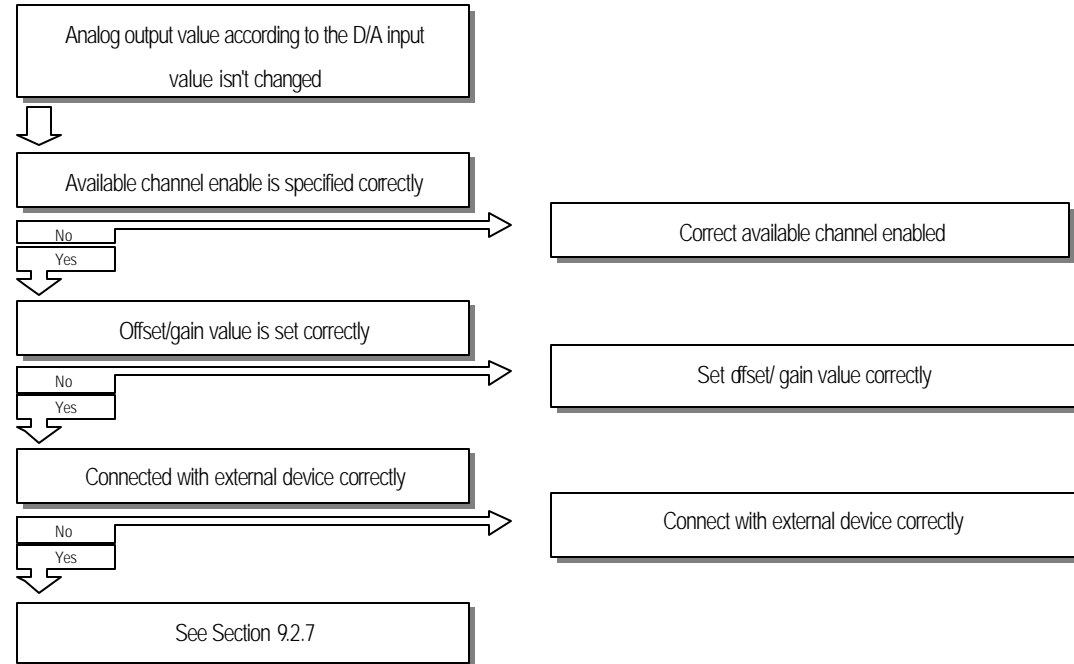 Analog output value according to the D/A input
value isn't changed
Available channel enable is specified correctly
No
Correct available channel enabled
Yes
Offset/gain value is set correctly
No
Set offset/ gain value correctly
Yes
Connected with external device correctly
No
Connect with external device correctly
Yes
See Section 9.2.7